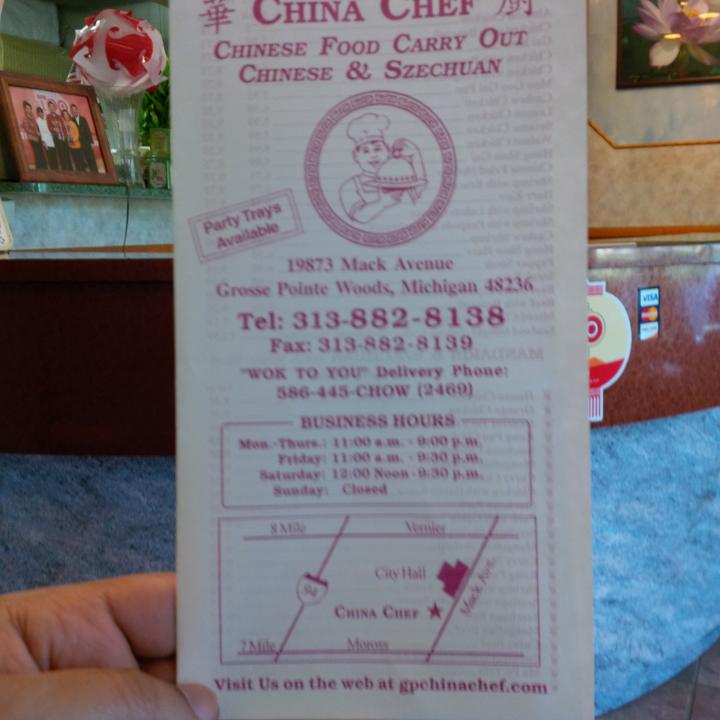 華 CHINA CHEF 廚
CHINESE FOOD CARRY OUT
CHINESE & SZECHUAN
Party Trays
Available
19873 Mack Avenue
Grosse Pointe Woods, Michigan 48236
Tel: 313-882-8138
Fax: 313-882-8139
"WOK TO YOU" Delivery Phone:
586-445-CHOW (2469)
BUSINESS HOURS
Mon.-Thurs.: 11:00 a.m. - 9:00 p.m.
Friday: 11:00 a.m. - 9:30 p.m.
Saturday: 12:00 Noon - 9:30 p.m.
Sunday: Closed
8 Mile Vernier
94
City Hall
Mack Ave.
CHINA CHEF
7 Mile Moross
Visit Us on the web at gpchinachef.com
VISA